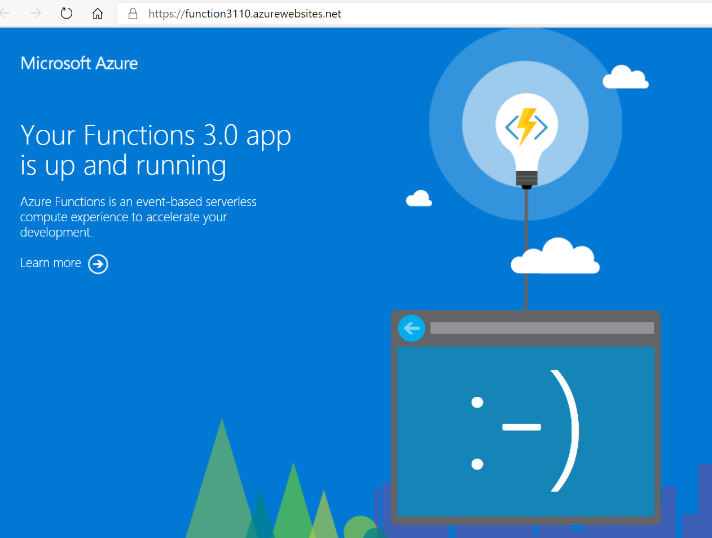 https://function3110.azurewebsites.net
Microsoft Azure
Your Functions 3.0 app
is up and running
Azure Functions is an event-based serverless
compute experience to accelerate your
development.
Learn more
:-)